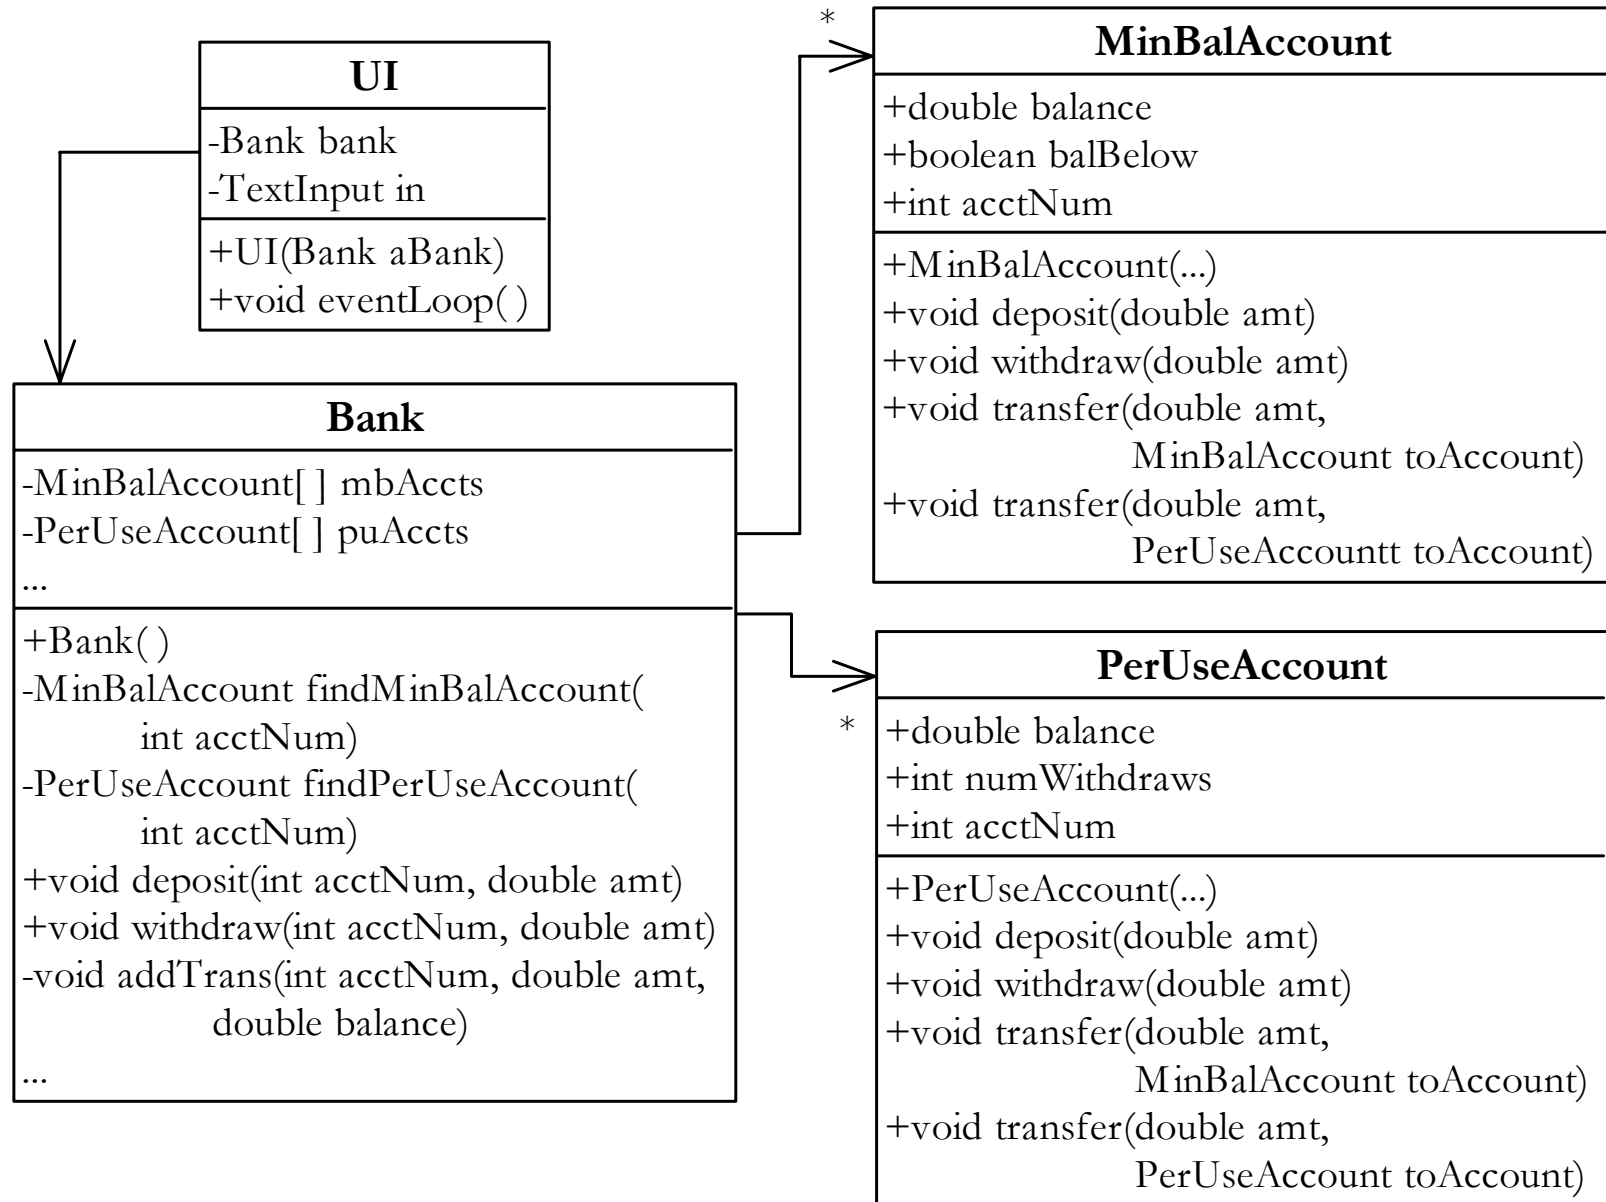 UI
-Bank bank
-TextInput in
+UI(Bank aBank)
+void eventLoop( )
Bank
-MinBalAccount[ ] mbAccts
-PerUseAccount[ ] puAccts
...
+Bank( )
-MinBalAccount findMinBalAccount(
int acctNum)
-PerUseAccount findPerUseAccount(
int acctNum)
+void deposit(int acctNum, double amt)
+void withdraw(int acctNum, double amt)
-void addTrans(int acctNum, double amt,
double balance)
...
*
MinBalAccount
+double balance
+boolean balBelow
+int acctNum
+MinBalAccount(...)
+void deposit(double amt)
+void withdraw(double amt)
+void transfer(double amt,
MinBalAccount toAccount)
+void transfer(double amt,
PerUseAccountt toAccount)
*
PerUseAccount
+double balance
+int numWithdraws
+int acctNum
+PerUseAccount(...)
+void deposit(double amt)
+void withdraw(double amt)
+void transfer(double amt,
MinBalAccount toAccount)
+void transfer(double amt,
PerUseAccount toAccount)